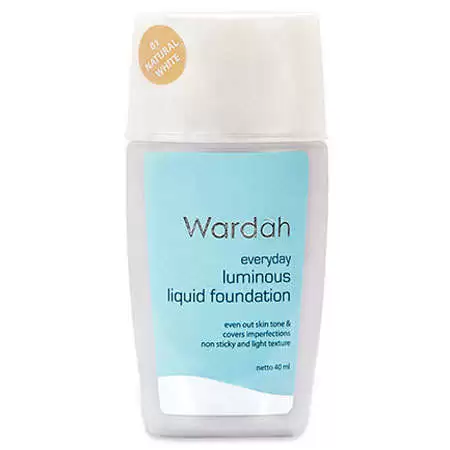 01
NATURAL
WHITE
Wardah
everyday
luminous
liquid foundation
even out skin tone &
covers imperfections
non sticky and light texture
netto 40 ml